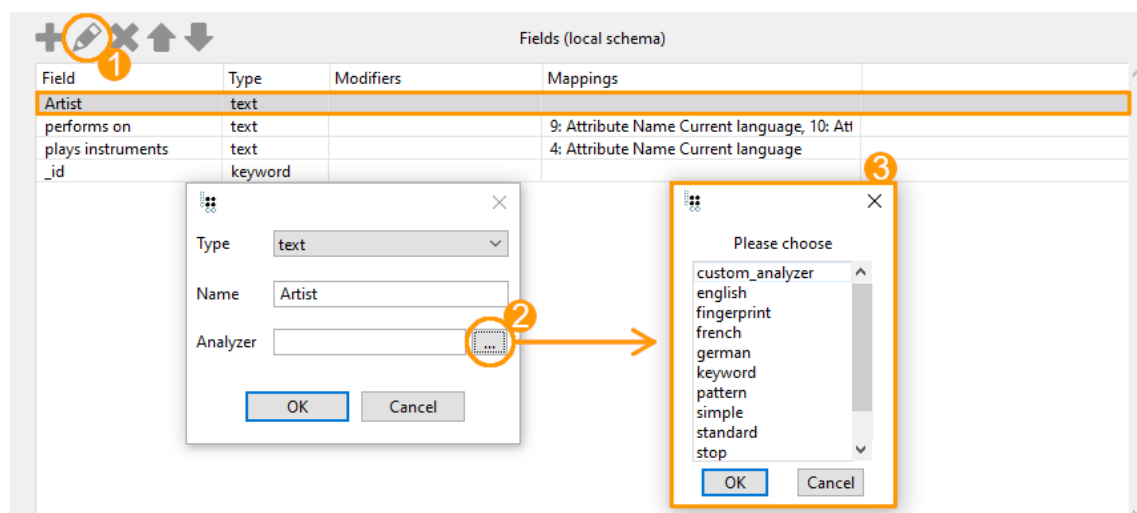 Fields (local schema)
1
Field Type Modifiers Mappings
Artist text
performs on text 9: Attribute Name Current language, 10: Att
plays instruments text 4: Attribute Name Current language
_id keyword
3
Type text
Name Artist
2
Analyzer ...
OK Cancel
Please choose
custom_analyzer
english
fingerprint
french
german
keyword
pattern
simple
standard
stop
OK Cancel